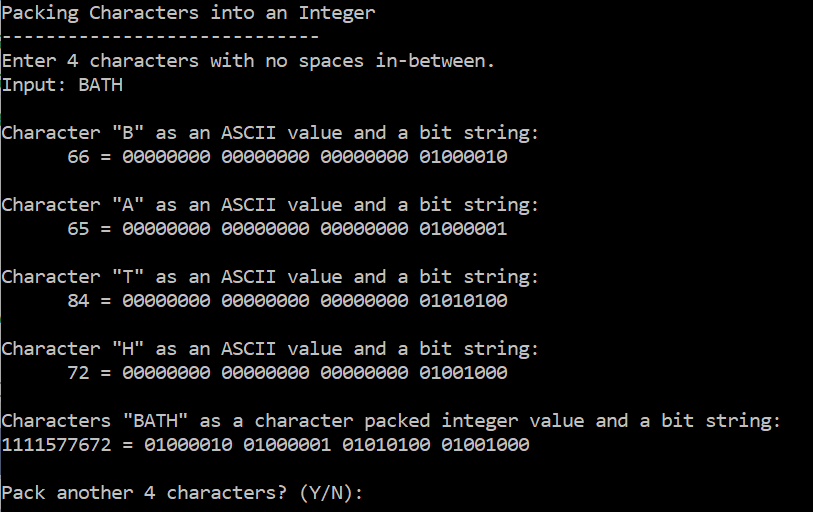 Packing Characters into an Integer
-----------------------------
Enter 4 characters with no spaces in-between.
Input: BATH
Character "B" as an ASCII value and a bit string:
66 = 00000000 00000000 00000000 01000010
Character "A" as an ASCII value and a bit string:
65 = 00000000 00000000 00000000 01000001
Character "T" as an ASCII value and a bit string:
84 = 00000000 00000000 00000000 01010100
Character "H" as an ASCII value and a bit string:
72 = 00000000 00000000 00000000 01001000
Characters "BATH" as a character packed integer value and a bit string:
1111577672 = 01000010 01000001 01010100 01001000
Pack another 4 characters? (Y/N):